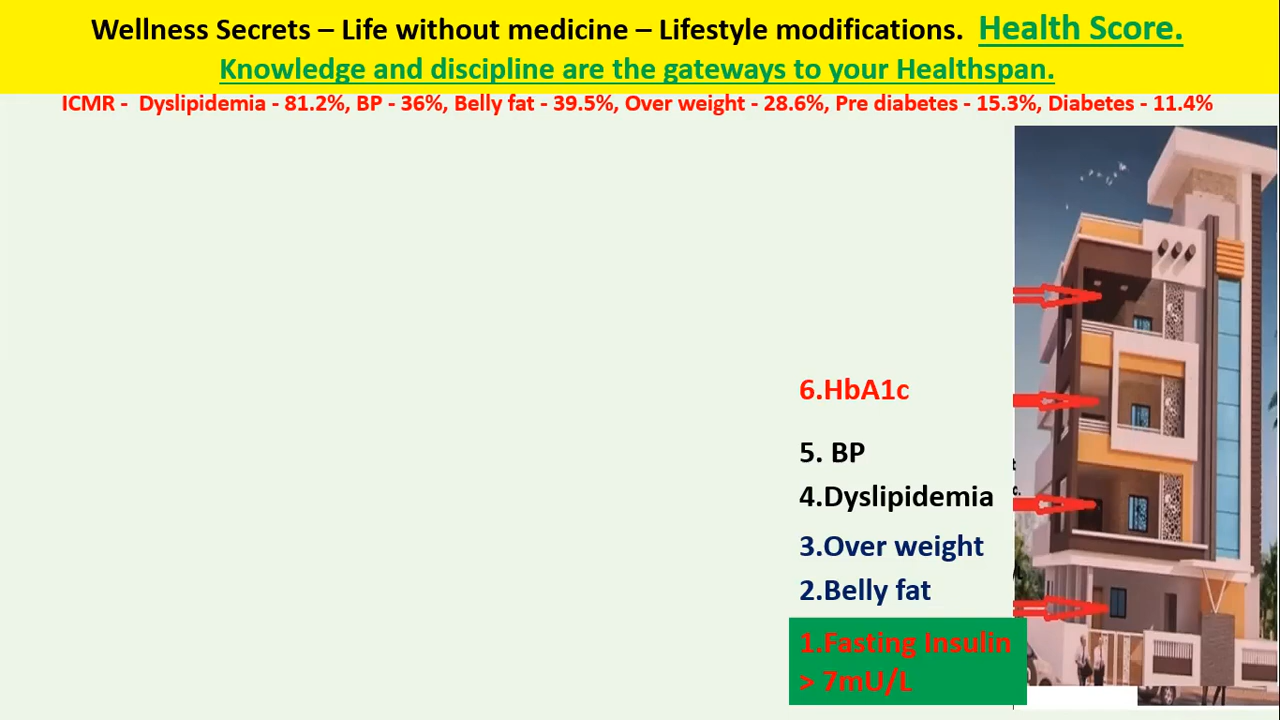 Wellness Secrets – Life without medicine – Lifestyle modifications. Health Score.
Knowledge and discipline are the gateways to your Healthspan.
ICMR - Dyslipidemia - 81.2%, BP - 36%, Belly fat - 39.5%, Over weight - 28.6%, Pre diabetes - 15.3%, Diabetes - 11.4%
6.HbA1c
5. BP
4.Dyslipidemia
3.Over weight
2.Belly fat
1.Fasting Insulin
> 7mU/L